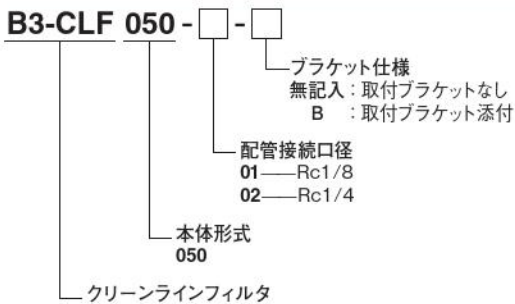 B3-CLF 050 - □ - □
ブラケット仕様
無記入：取付ブラケットなし
B ：取付ブラケット添付
配管接続口径
01──Rc1/8
02──Rc1/4
本体形式
050
クリーンラインフィルタ